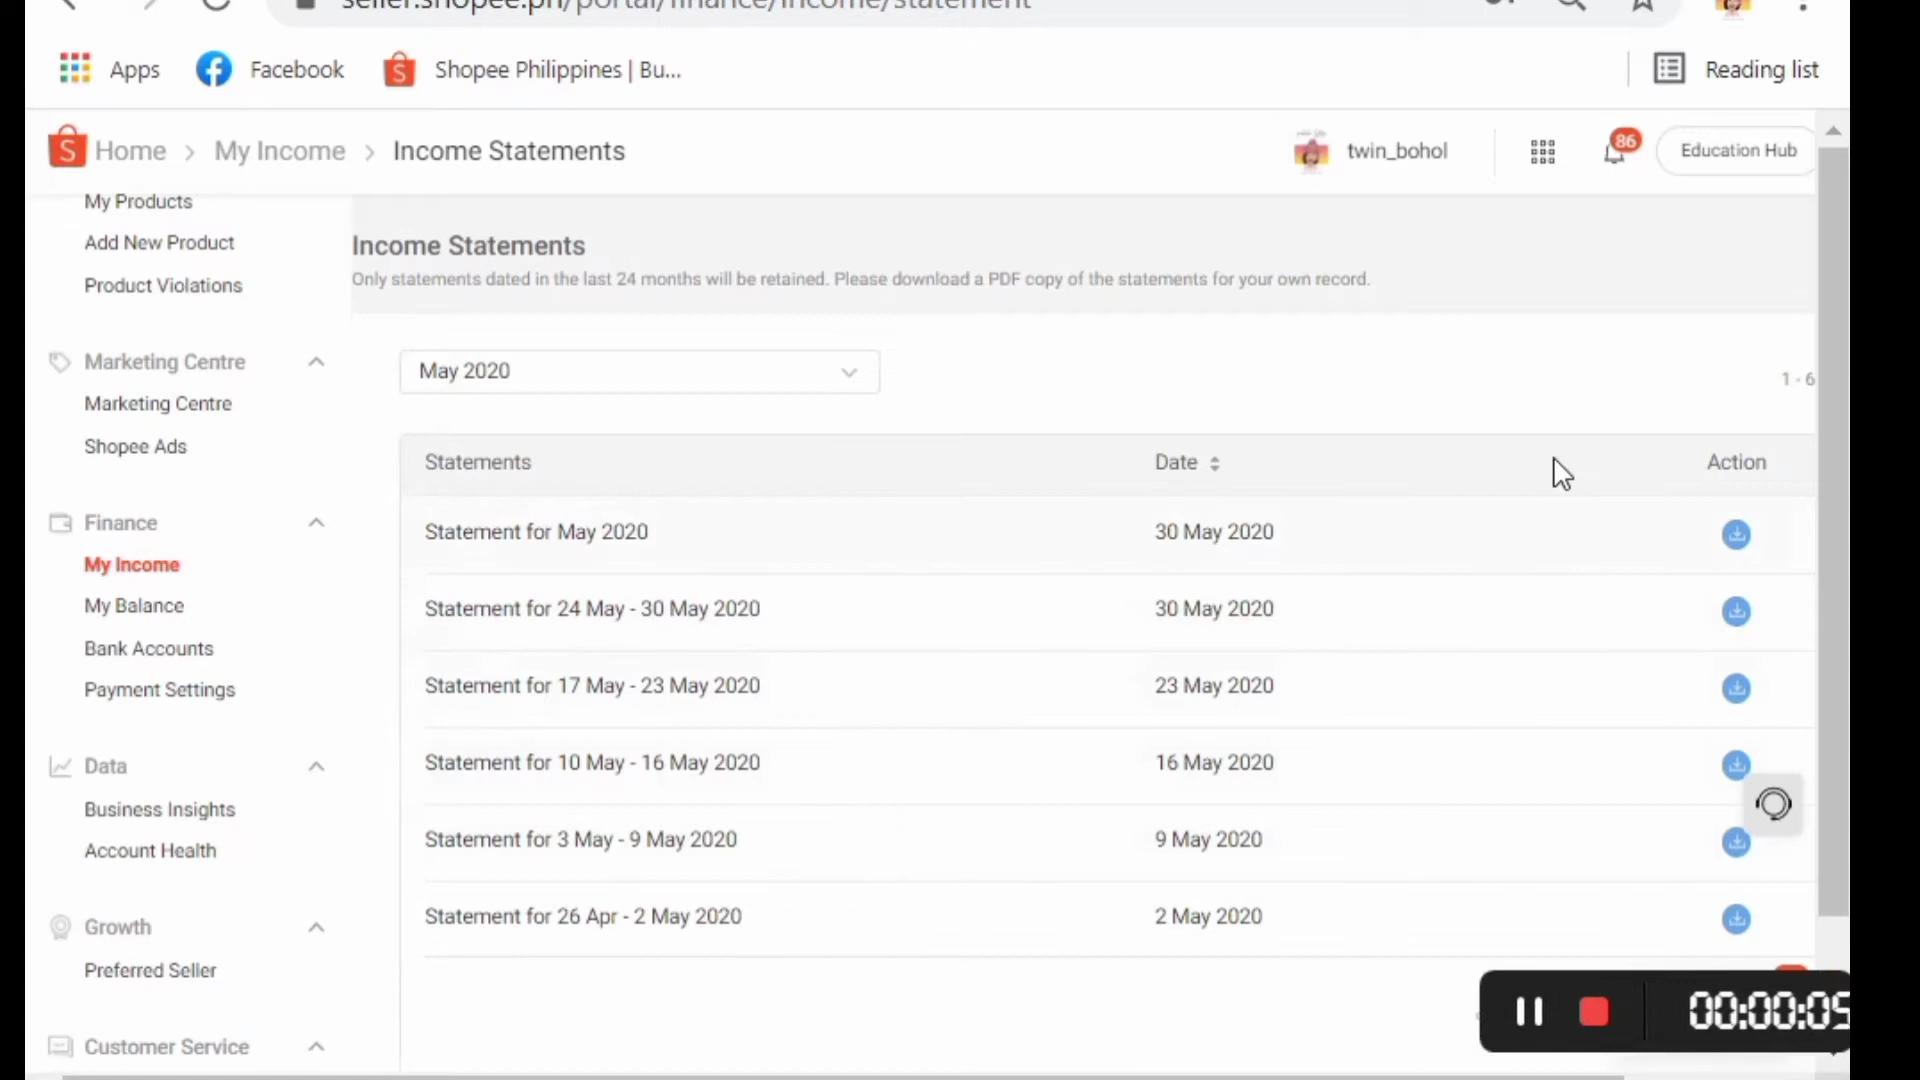 seller.shopee.ph/portal/finance/income/statement
Apps
Facebook
Shopee Philippines | Bu...
Reading list
Home > My Income > Income Statements
twin_bohol
86
Education Hub
My Products
Add New Product
Product Violations
Marketing Centre
Marketing Centre
Shopee Ads
Finance
My Income
My Balance
Bank Accounts
Payment Settings
Data
Business Insights
Account Health
Growth
Preferred Seller
Customer Service
Income Statements
Only statements dated in the last 24 months will be retained. Please download a PDF copy of the statements for your own record.
May 2020
1 - 6
Statements Date Action
Statement for May 2020 30 May 2020
Statement for 24 May - 30 May 2020 30 May 2020
Statement for 17 May - 23 May 2020 23 May 2020
Statement for 10 May - 16 May 2020 16 May 2020
Statement for 3 May - 9 May 2020 9 May 2020
Statement for 26 Apr - 2 May 2020 2 May 2020
00:00:05